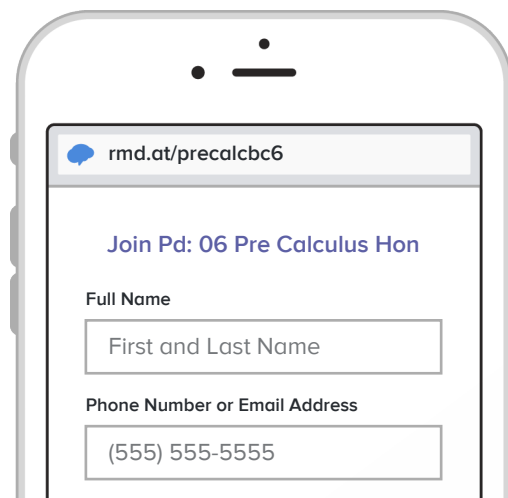 rmd.at/precalcbc6
Join Pd: 06 Pre Calculus Hon
Full Name
First and Last Name
Phone Number or Email Address
(555) 555-5555